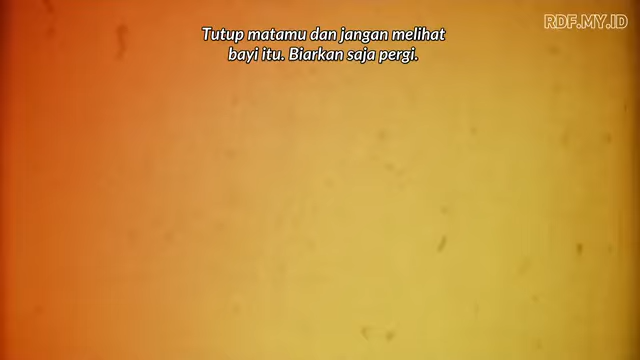 Tutup matamu dan jangan melihat
bayi itu. Biarkan saja pergi.
RDF.MY.ID